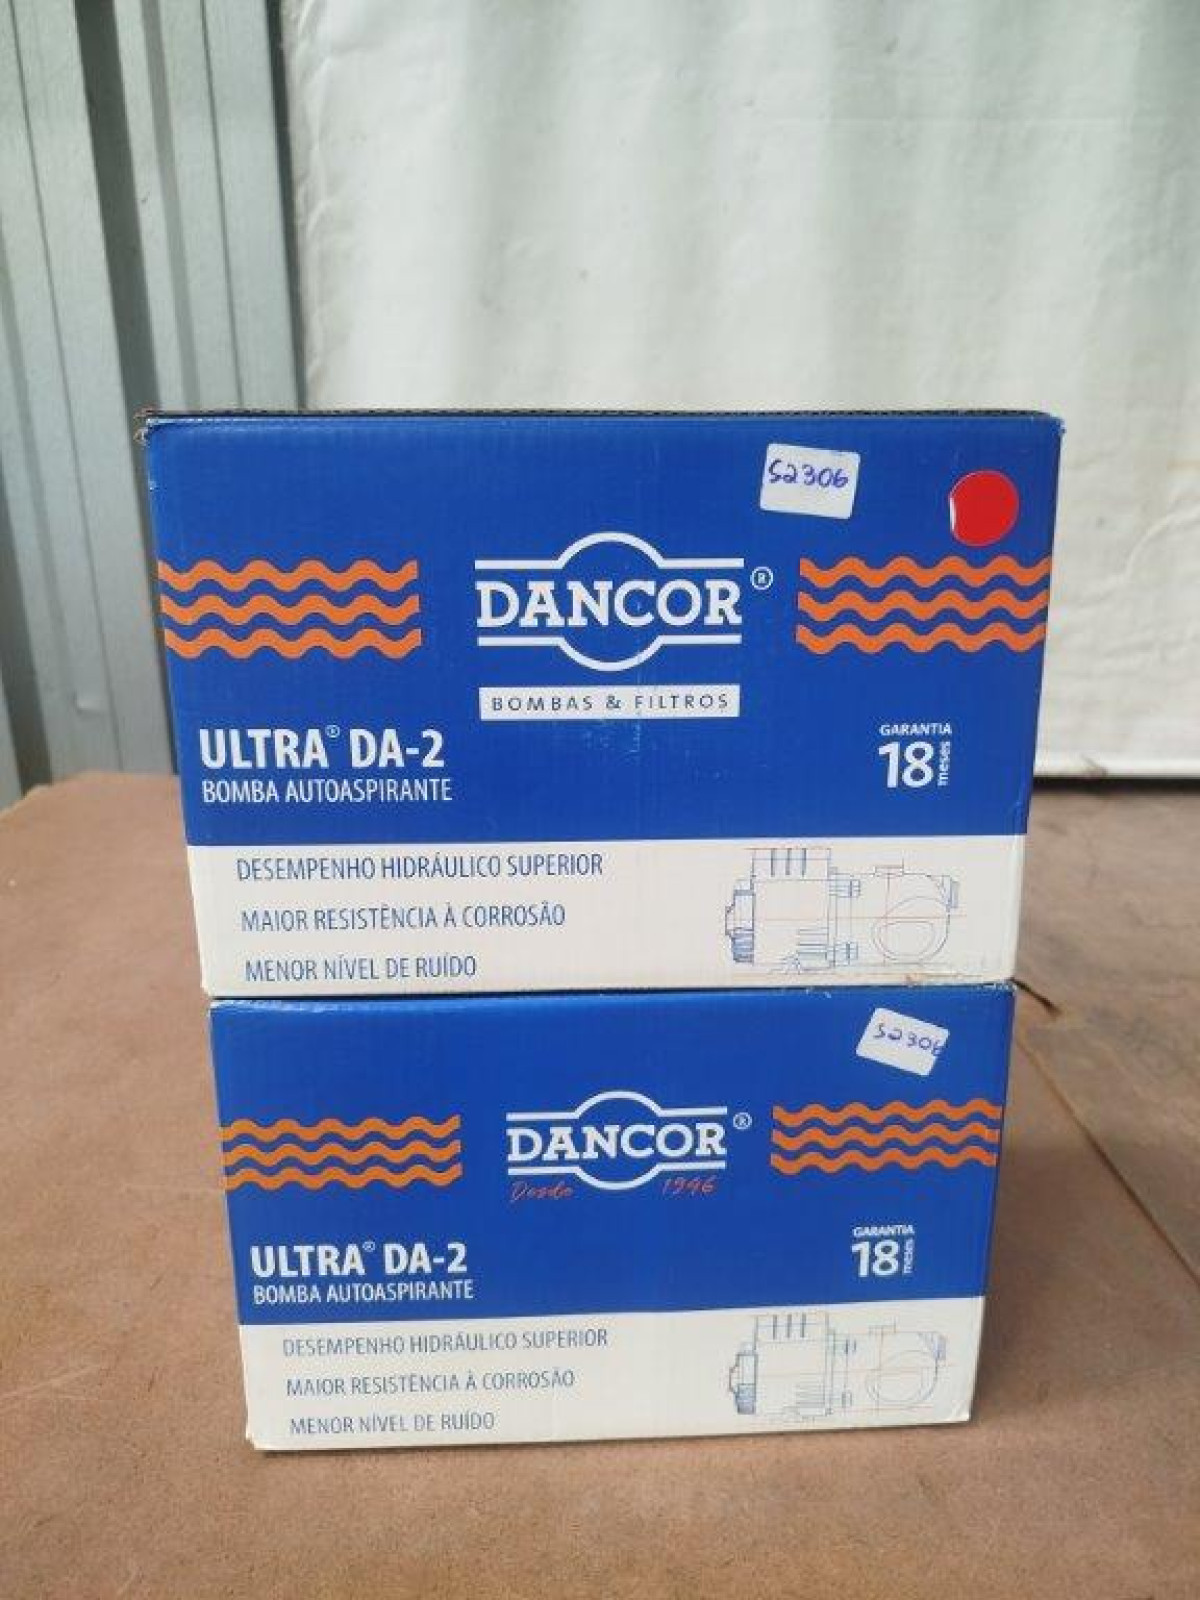 52306
DANCOR®
BOMBAS & FILTROS
ULTRA® DA-2
BOMBA AUTOASPIRANTE
GARANTIA
18 meses
DESEMPENHO HIDRÁULICO SUPERIOR
MAIOR RESISTÊNCIA À CORROSÃO
MENOR NÍVEL DE RUÍDO
52306
DANCOR®
Desde 1946
ULTRA® DA-2
BOMBA AUTOASPIRANTE
GARANTIA
18 meses
DESEMPENHO HIDRÁULICO SUPERIOR
MAIOR RESISTÊNCIA À CORROSÃO
MENOR NÍVEL DE RUÍDO